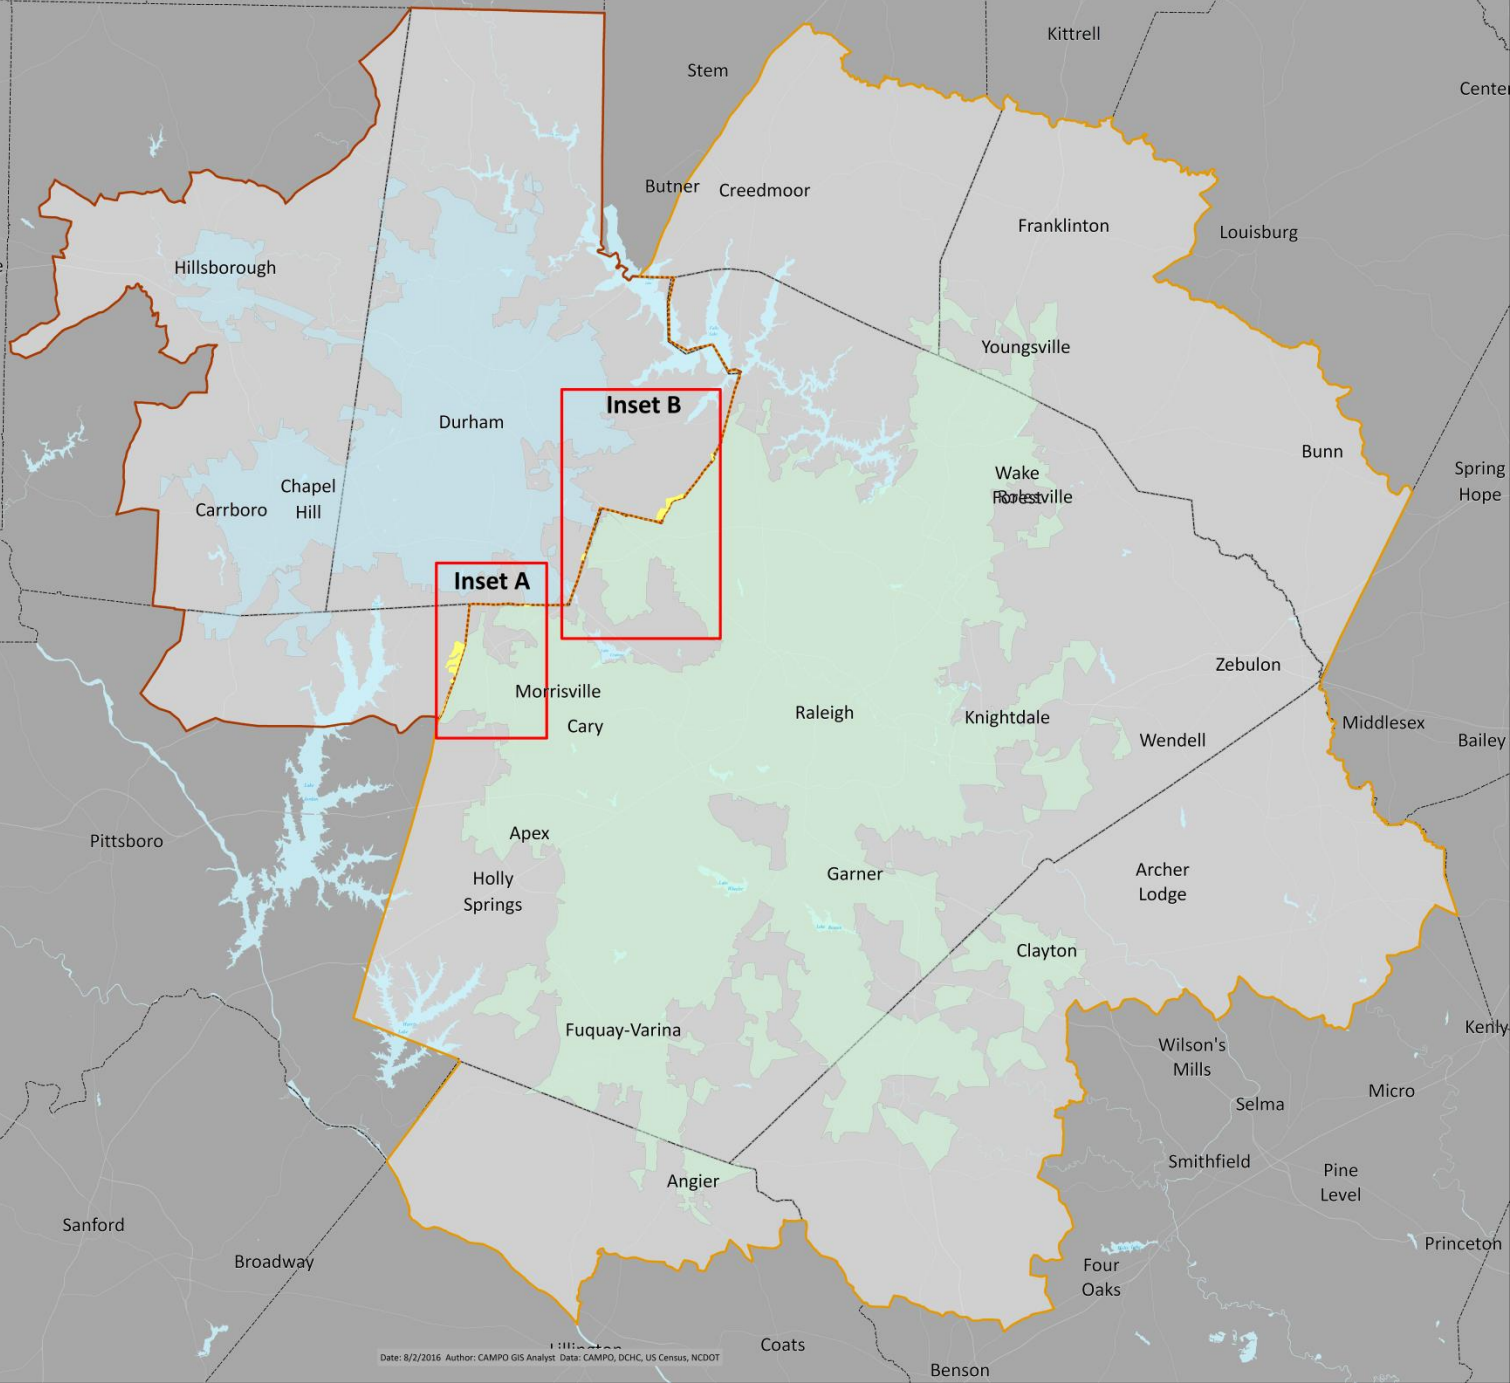 Kittrell
Stem
Butner
Creedmoor
Franklinton
Louisburg
Hillsborough
Youngsville
Inset B
Durham
Bunn
Spring
Hope
Wake
Forest
Rolesville
Chapel
Hill
Carrboro
Inset A
Zebulon
Morrisville
Cary
Raleigh
Knightdale
Wendell
Middlesex
Bailey
Pittsboro
Apex
Holly
Springs
Garner
Archer
Lodge
Clayton
Fuquay-Varina
Wilson's
Mills
Kenly
Micro
Selma
Smithfield
Pine
Level
Angier
Sanford
Broadway
Princeton
Four
Oaks
Coats
Benson
Date: 8/2/2016 Author: CAMPO GIS Analyst Data: CAMPO, DCHC, US Census, NCDOT